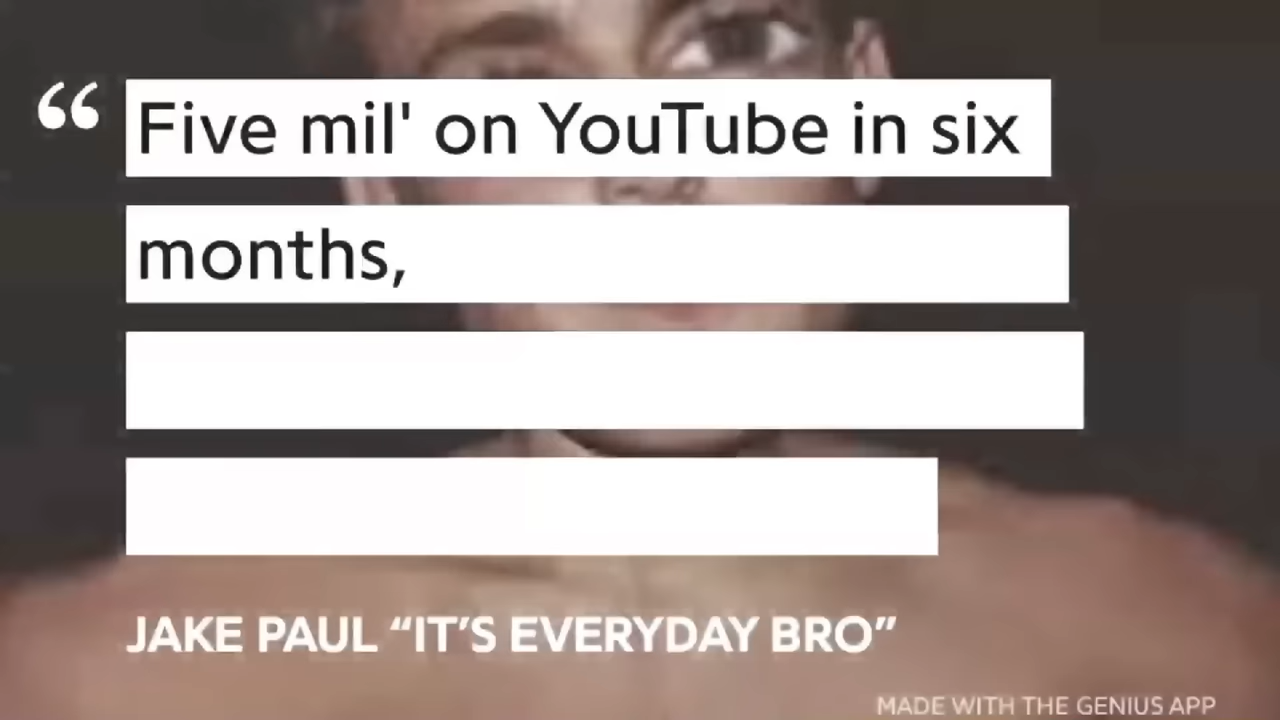 “ Five mil' on YouTube in six
months,
JAKE PAUL “IT’S EVERYDAY BRO”
MADE WITH THE GENIUS APP